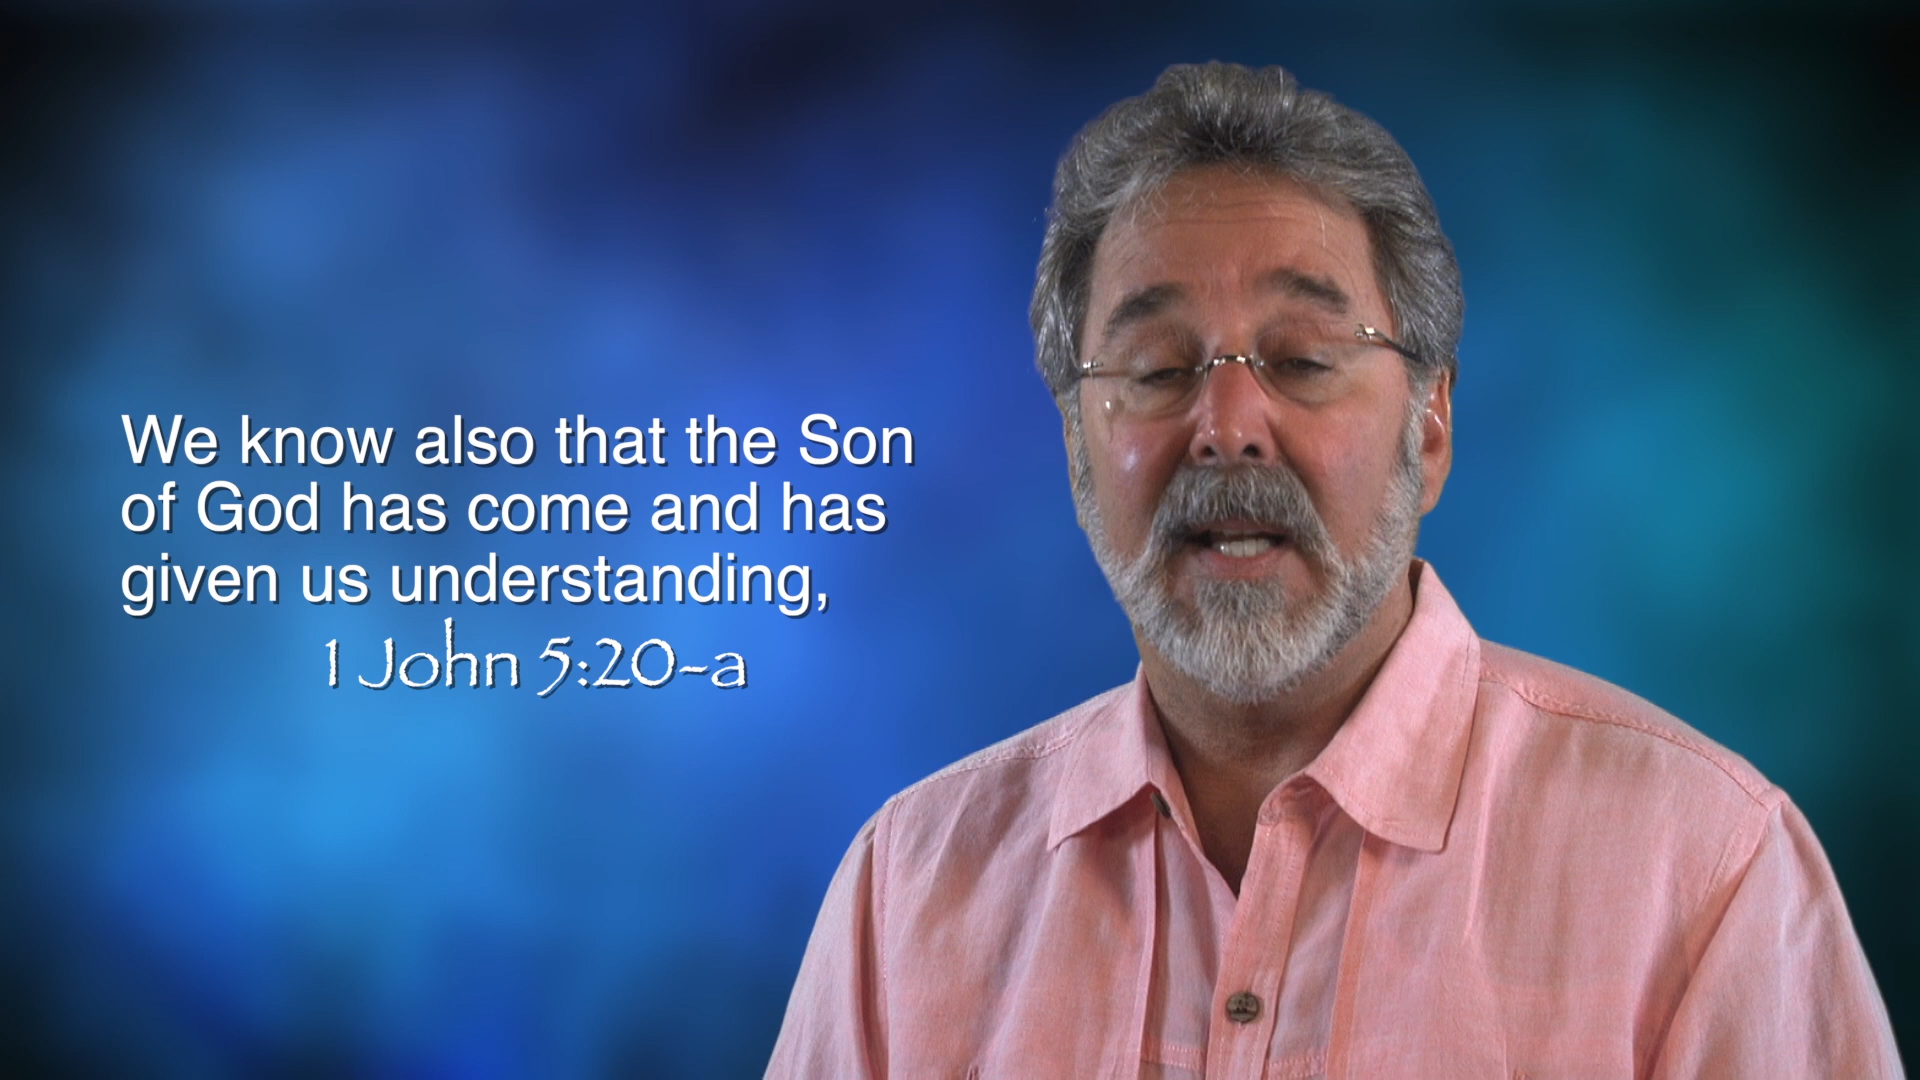 We know also that the Son
of God has come and has
given us understanding,
1 John 5:20-a